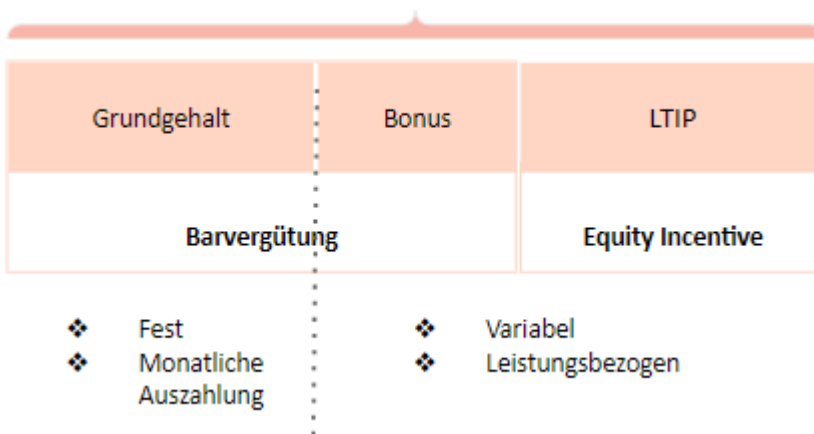 Grundgehalt Bonus LTIP
Barvergütung Equity Incentive
❖ Fest
❖ Monatliche
Auszahlung
❖ Variabel
❖ Leistungsbezogen